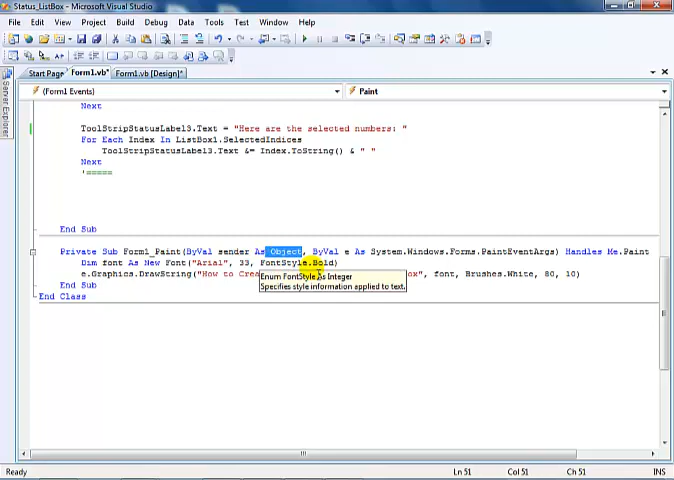 Status_ListBox - Microsoft Visual Studio
File Edit View Project Build Debug Data Tools Test Window Help
Start Page Form1.vb* Form1.vb [Design]*
(Form1 Events) Paint
Server Explorer
Next
ToolStripStatusLabel3.Text = "Here are the selected numbers: "
For Each Index In ListBox1.SelectedIndices
ToolStripStatusLabel3.Text &= Index.ToString() & " "
Next
'=====
End Sub
Private Sub Form1_Paint(ByVal sender As Object, ByVal e As System.Windows.Forms.PaintEventArgs) Handles Me.Paint
Dim font As New Font("Arial", 33, FontStyle.Bold)
e.Graphics.DrawString("How to Cre ox", font, Brushes.White, 80, 10)
Enum FontStyle As Integer
Specifies style information applied to text.
End Sub
End Class
Ready Ln 51 Col 51 Ch 51 INS